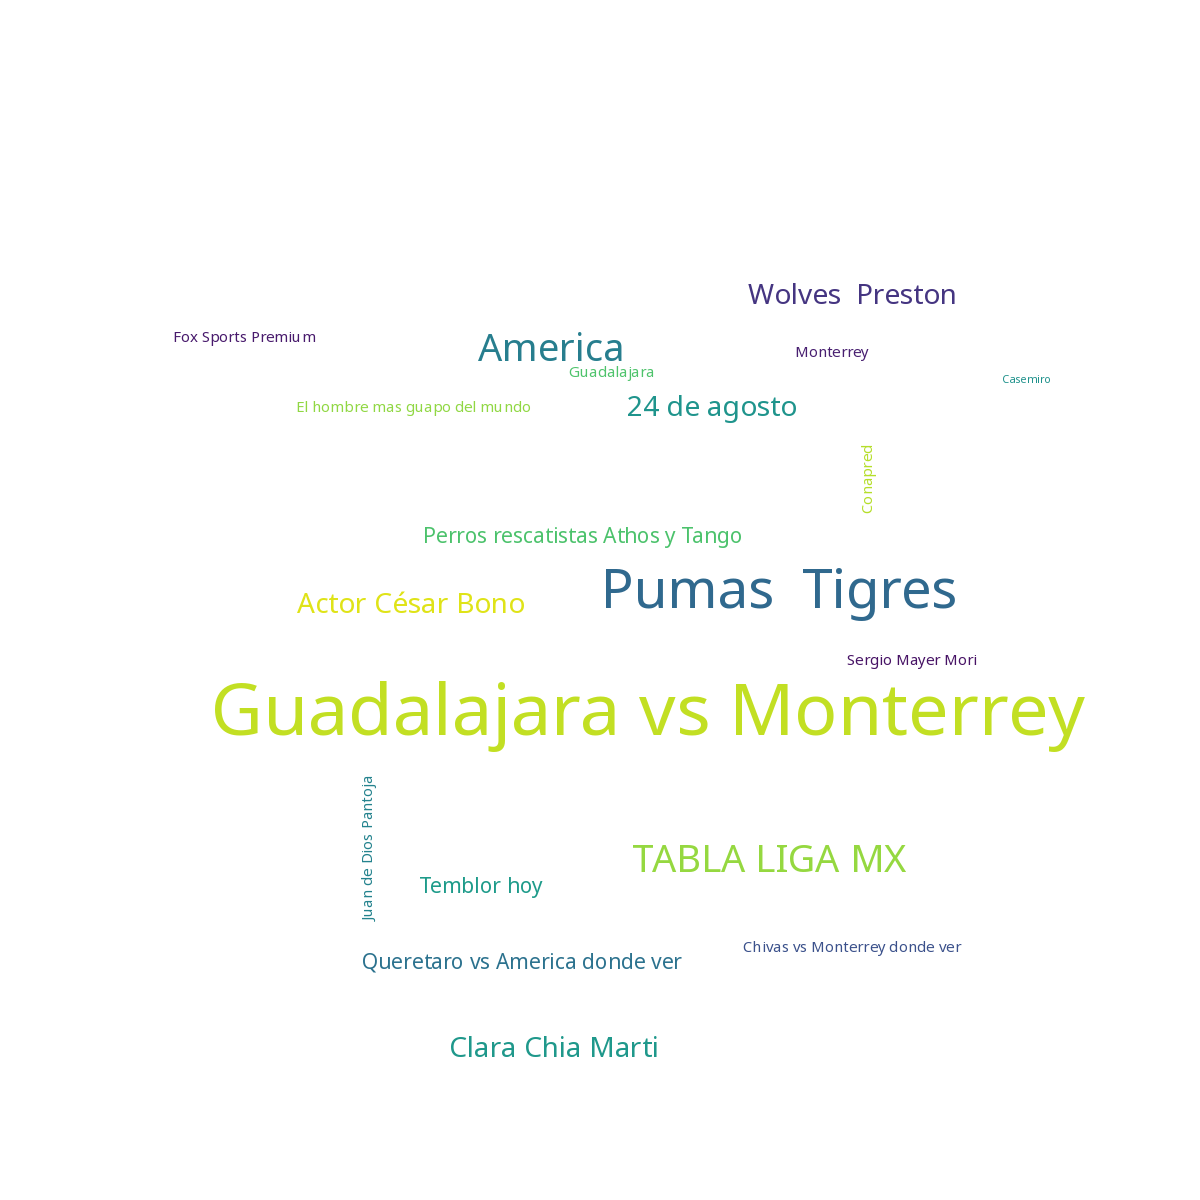 Wolves  Preston
Fox Sports Premium
America
Monterrey
Guadalajara
Casemiro
El hombre mas guapo del mundo
24 de agosto
Conapred
Perros rescatistas Athos y Tango
Pumas  Tigres
Actor César Bono
Sergio Mayer Mori
Guadalajara vs Monterrey
Juan de Dios Pantoja
TABLA LIGA MX
Temblor hoy
Chivas vs Monterrey donde ver
Queretaro vs America donde ver
Clara Chia Marti